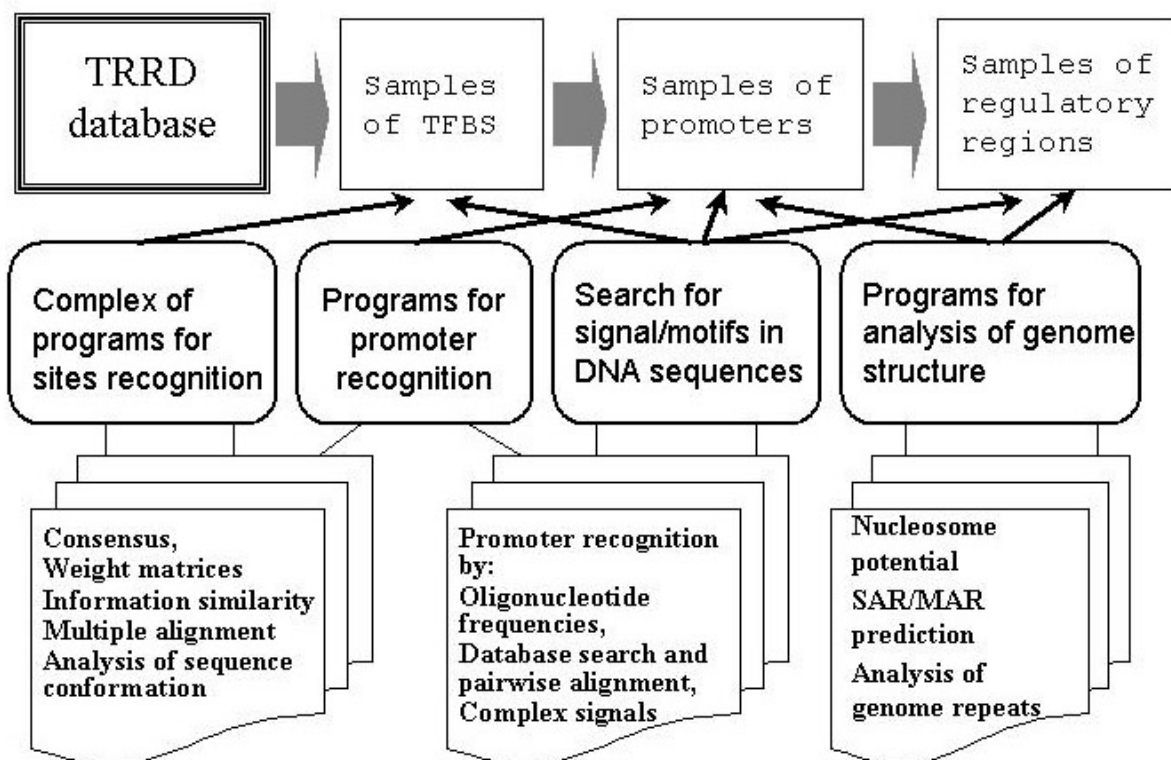 TRRD
database
Samples
of TFBS
Samples of
promoters
Samples of
regulatory
regions
Complex of
programs for
sites recognition
Programs for
promoter
recognition
Search for
signal/motifs in
DNA sequences
Programs for
analysis of genome
structure
Consensus,
Weight matrices
Information similarity
Multiple alignment
Analysis of sequence
conformation
Promoter recognition
by:
Oligonucleotide
frequencies,
Database search and
pairwise alignment,
Complex signals
Nucleosome
potential
SAR/MAR
prediction
Analysis of
genome repeats